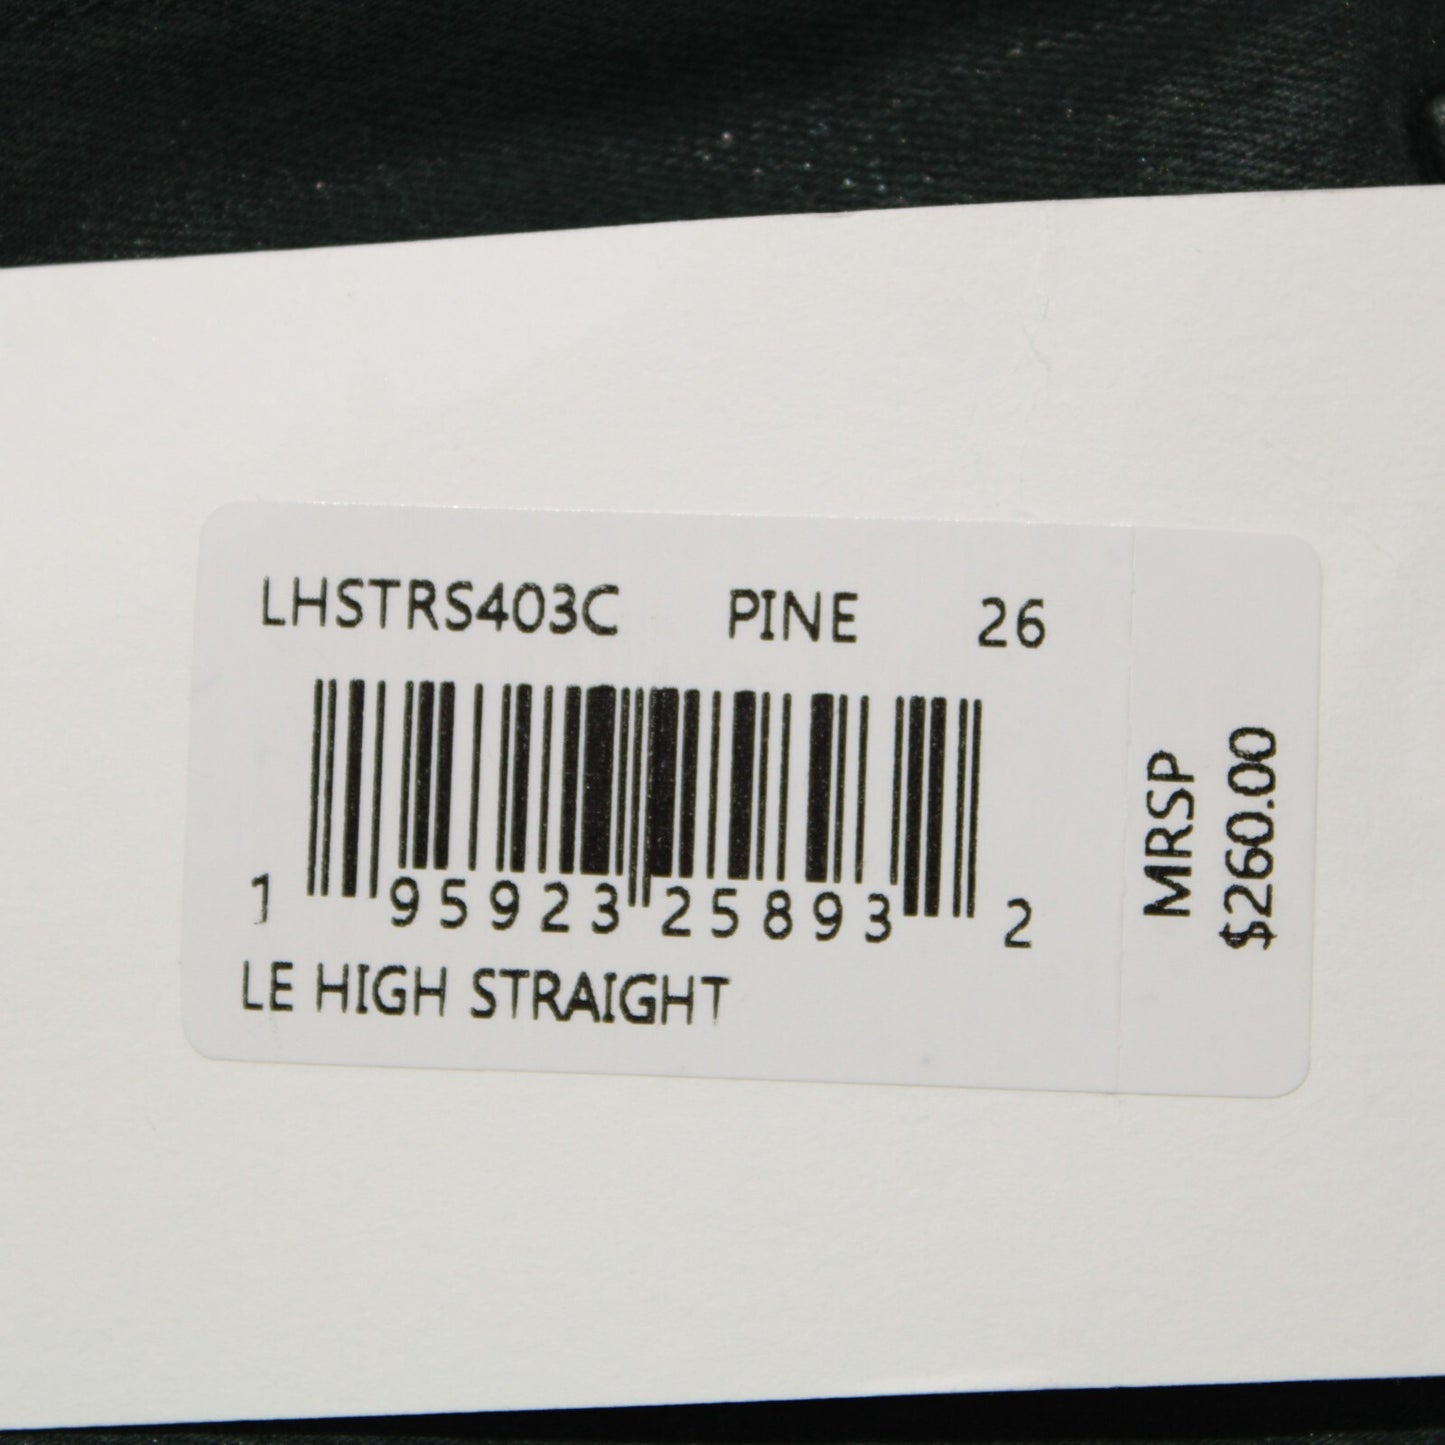 LHSTRS403C PINE 26
1 95923 25893 2
LE HIGH STRAIGHT
MRSP
$260.00